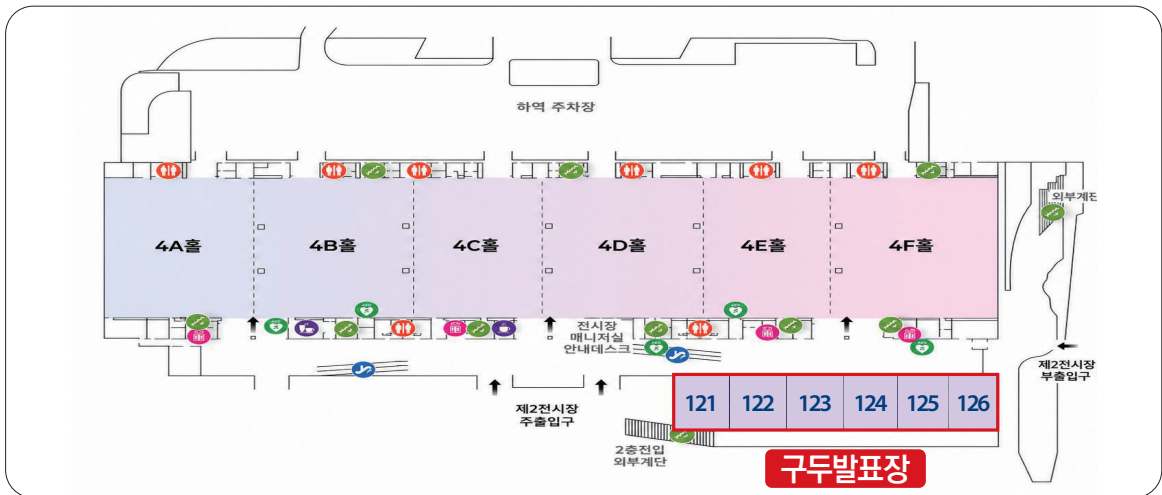 하역 주차장
외부계단
4A홀
4B홀
4C홀
4D홀
4E홀
4F홀
전시장
매니저실
안내데스크
제2전시장
부출입구
제2전시장
주출입구
121
122
123
124
125
126
2층전입
외부계단
구두발표장